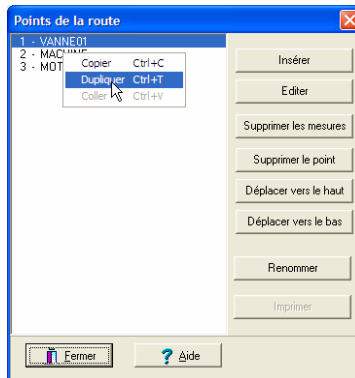 Points de la route
1 - VANNE01
2 - MAC
3 - MOT
Copier Ctrl+C
Dupliquer Ctrl+T
Coller Ctrl+V
Insérer
Editer
Supprimer les mesures
Supprimer le point
Déplacer vers le haut
Déplacer vers le bas
Renommer
Imprimer
Fermer
? Aide